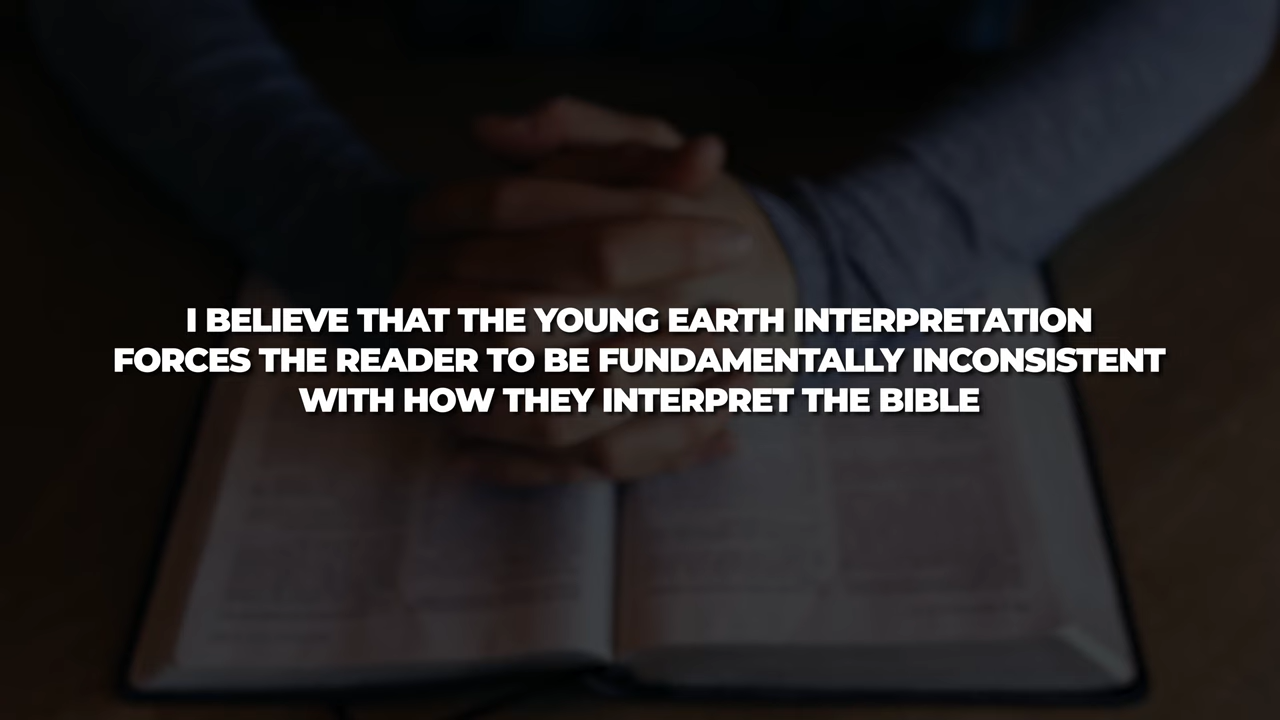 I BELIEVE THAT THE YOUNG EARTH INTERPRETATION
FORCES THE READER TO BE FUNDAMENTALLY INCONSISTENT
WITH HOW THEY INTERPRET THE BIBLE